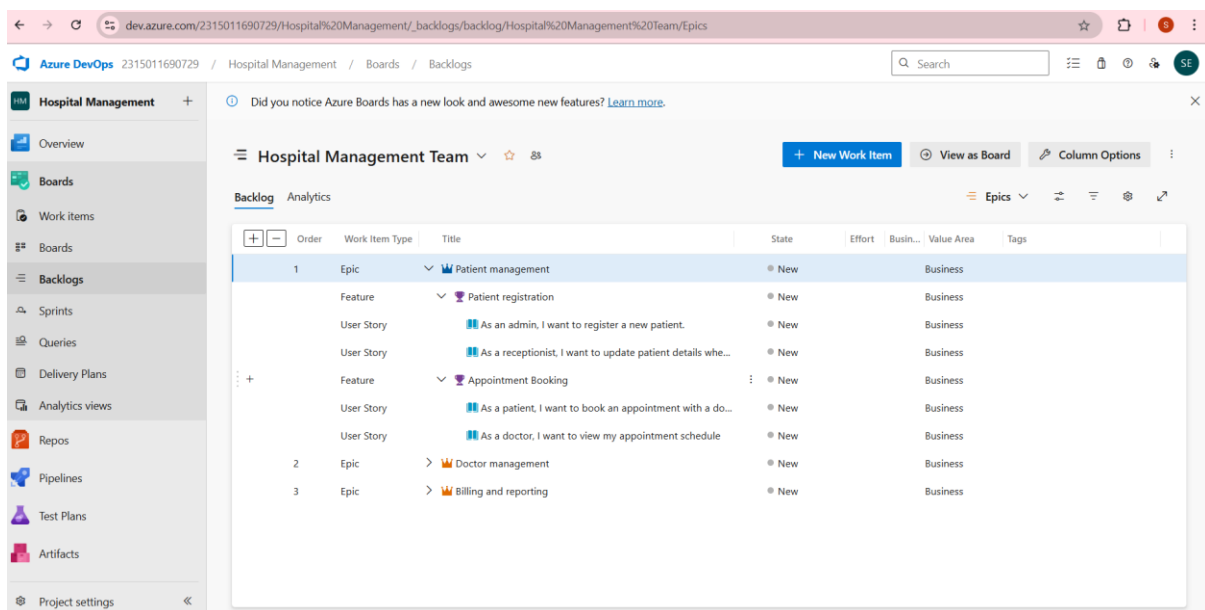 dev.azure.com/2315011690729/Hospital%20Management/_backlogs/backlog/Hospital%20Management%20Team/Epics
S
Azure DevOps 2315011690729 / Hospital Management / Boards / Backlogs
Search
SE
HM Hospital Management +
Did you notice Azure Boards has a new look and awesome new features? Learn more.
Overview
Boards
Work items
Boards
Backlogs
Sprints
Queries
Delivery Plans
Analytics views
Repos
Pipelines
Test Plans
Artifacts
Project settings
Hospital Management Team
+ New Work Item View as Board Column Options
Backlog Analytics
Epics
Order Work Item Type Title State Effort Busin... Value Area Tags
1 Epic Patient management New Business
Feature Patient registration New Business
User Story As an admin, I want to register a new patient. New Business
User Story As a receptionist, I want to update patient details whe... New Business
+ Feature Appointment Booking New Business
User Story As a patient, I want to book an appointment with a do... New Business
User Story As a doctor, I want to view my appointment schedule New Business
2 Epic Doctor management New Business
3 Epic Billing and reporting New Business